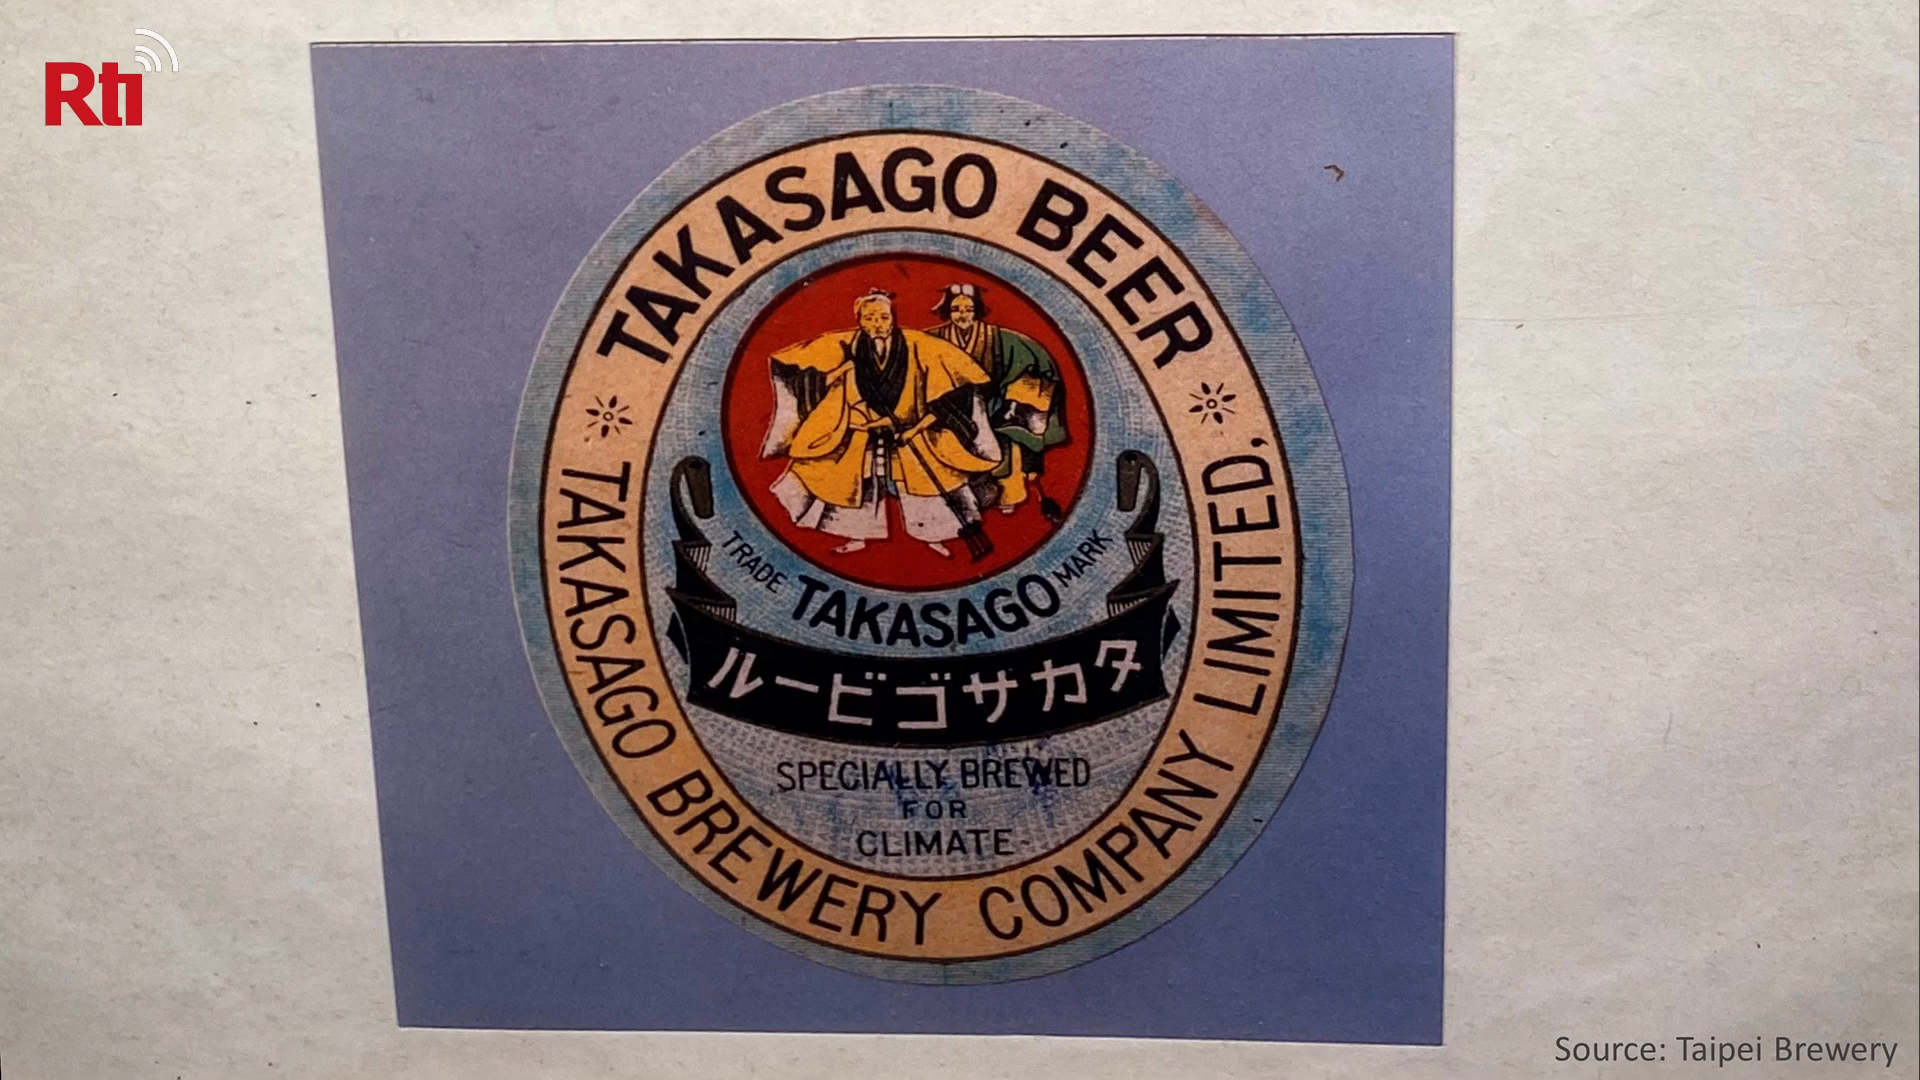 Rti
TAKASAGO BEER
TRADE TAKASAGO MARK
ルービゴサカタ
SPECIALLY BREWED
FOR
CLIMATE
TAKASAGO BREWERY COMPANY LIMITED,
Source: Taipei Brewery